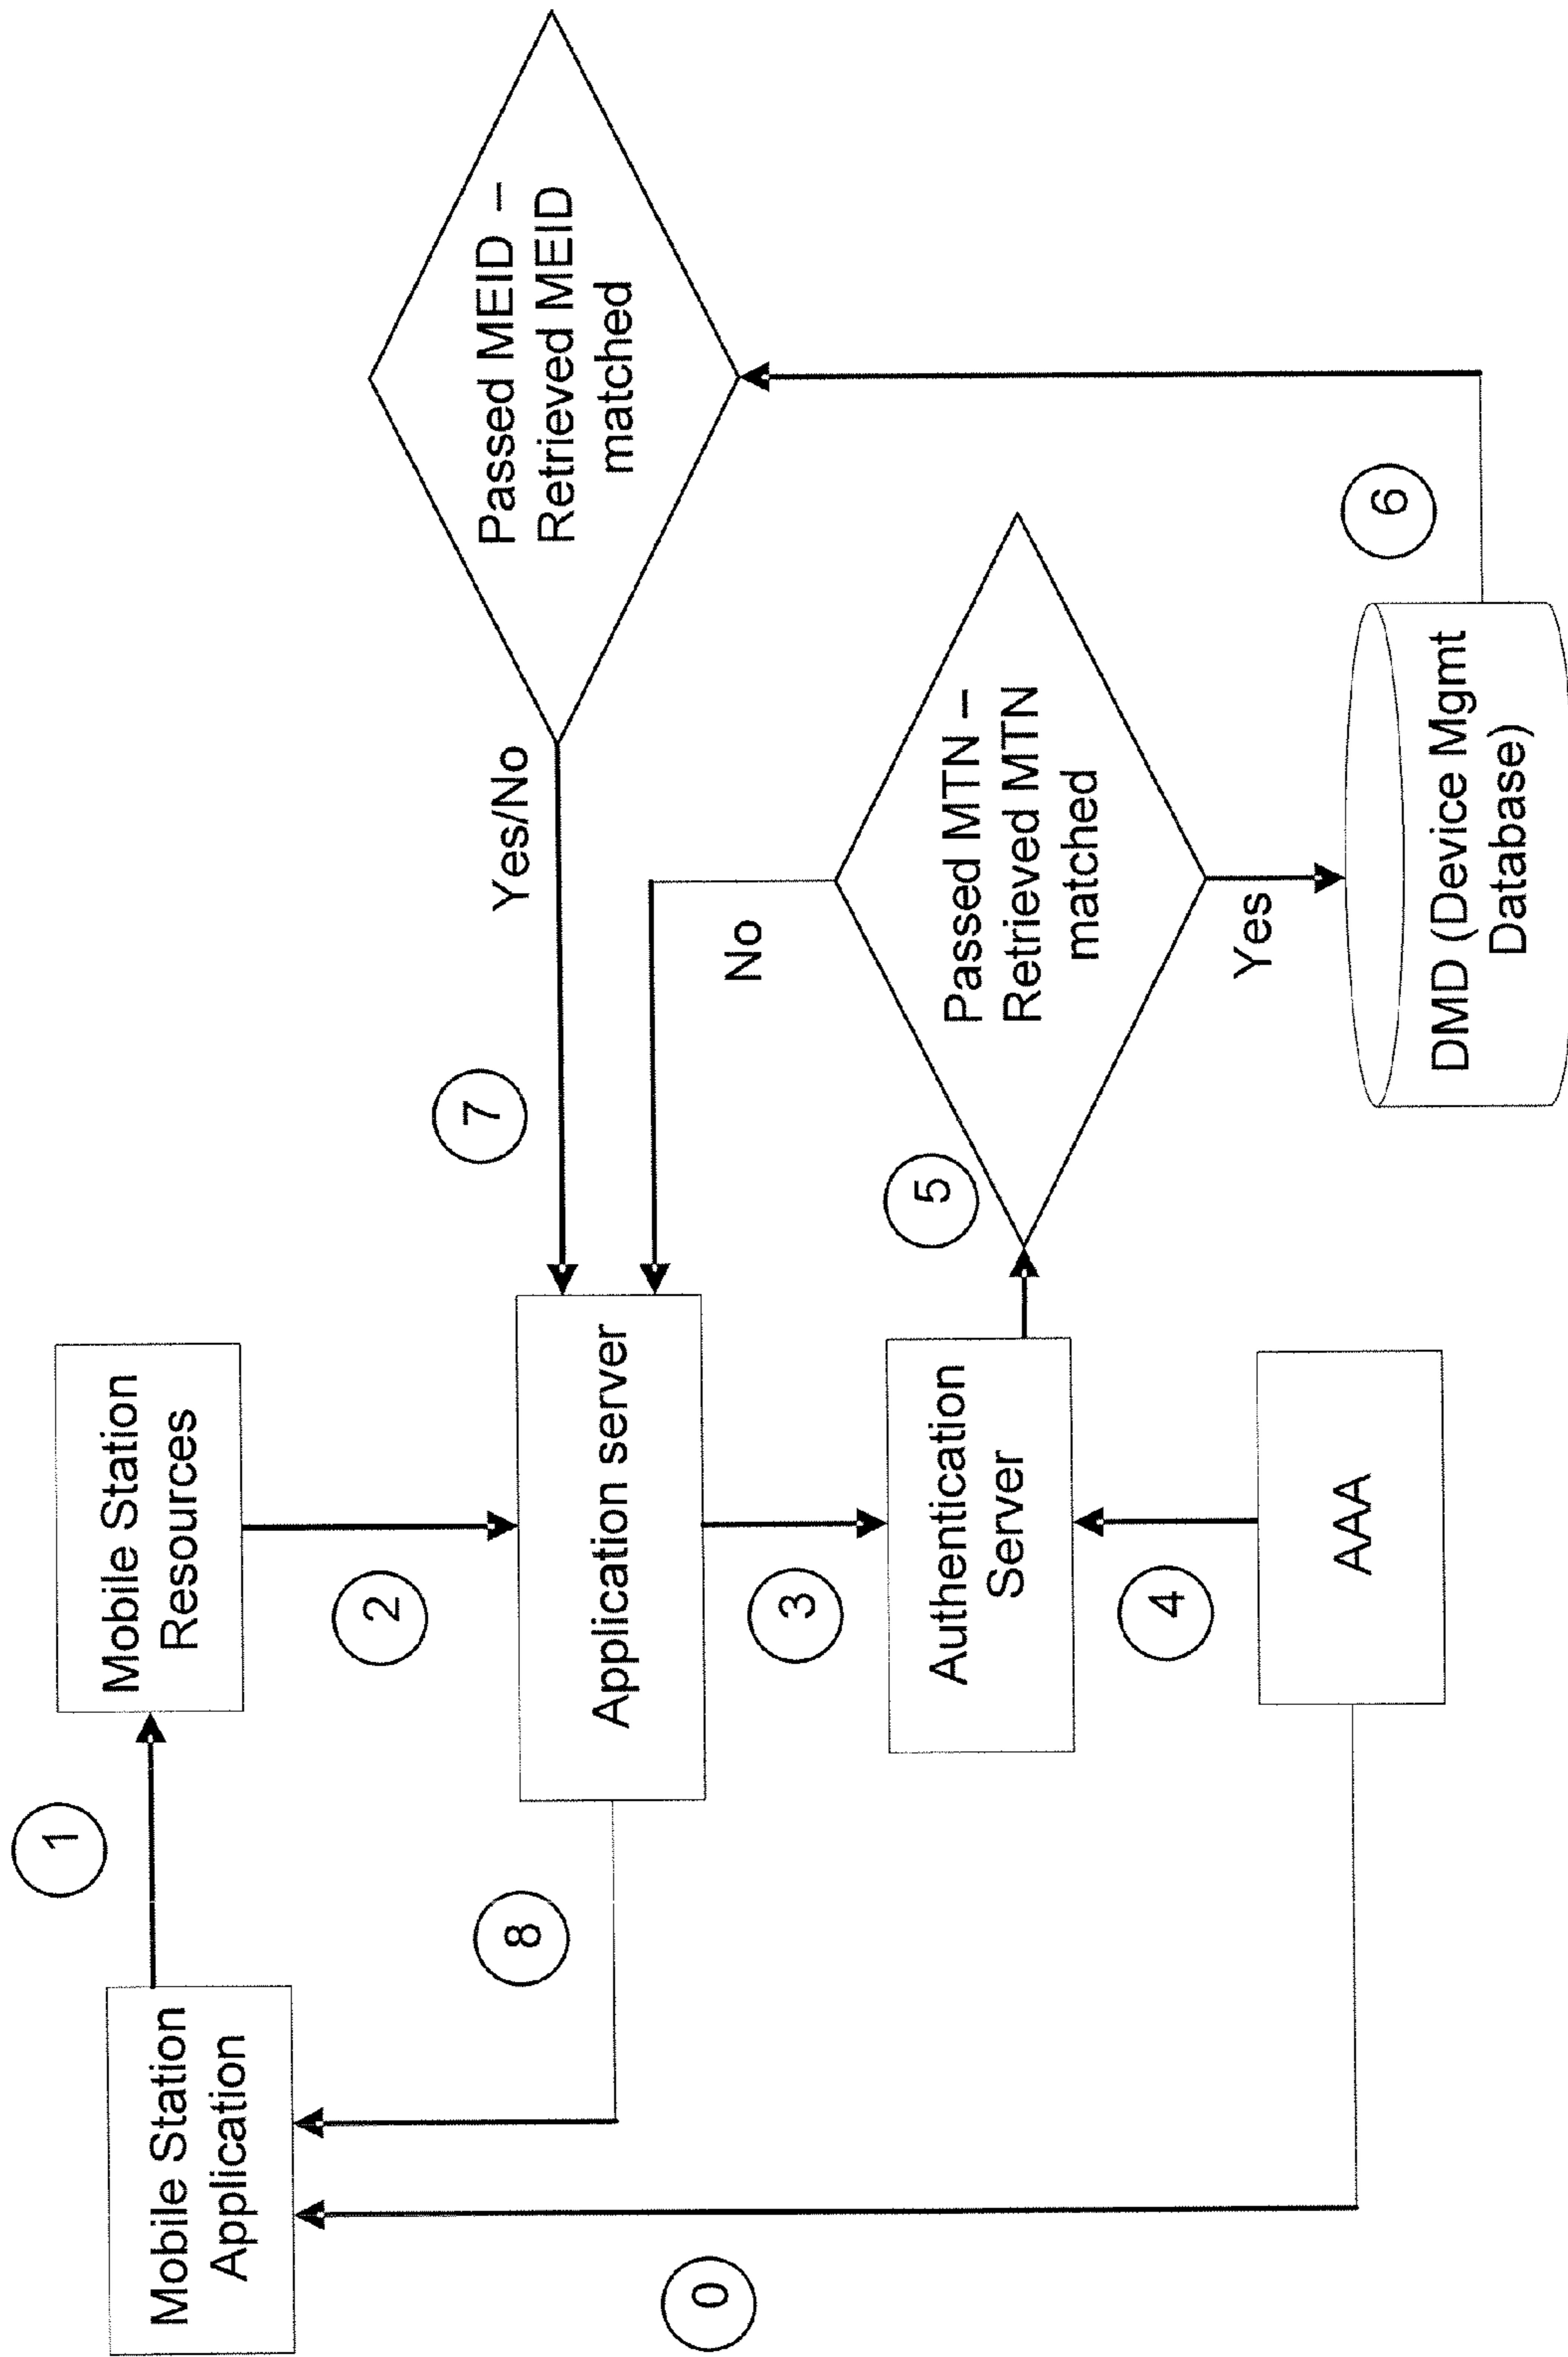 1
Mobile Station
Application
Mobile Station
Resources
2
8
7
Yes/No
Passed MEID –
Retrieved MEID
matched
Application server
0
3
No
Authentication
Server
5
Passed MTN –
Retrieved MTN
matched
4
Yes
AAA
6
DMD (Device Mgmt
Database)